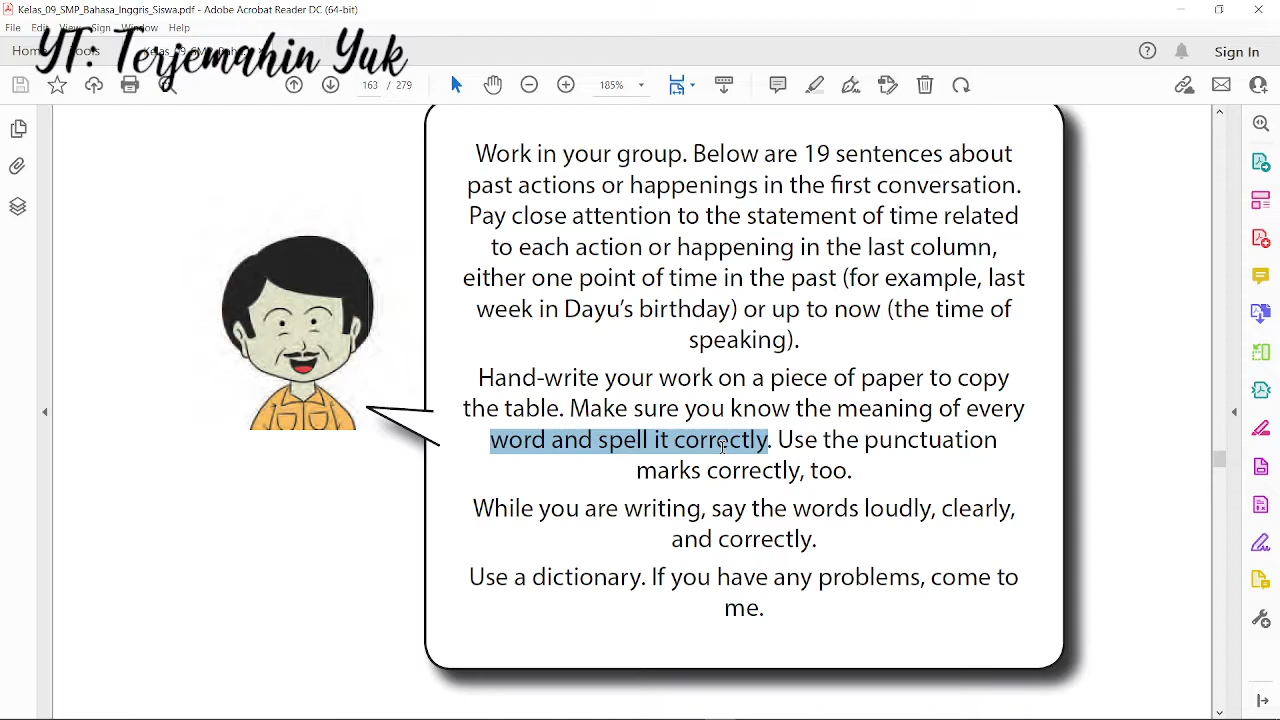 Kelas_09_SMP_Bahasa_Inggris_Siswa.pdf - Adobe Acrobat Reader DC (64-bit)
File Edit View Sign Window Help
YT: Terjemahin Yuk
Home Tools
Sign In
163 / 279
185%
Work in your group. Below are 19 sentences about
past actions or happenings in the first conversation.
Pay close attention to the statement of time related
to each action or happening in the last column,
either one point of time in the past (for example, last
week in Dayu’s birthday) or up to now (the time of
speaking).
Hand-write your work on a piece of paper to copy
the table. Make sure you know the meaning of every
word and spell it correctly. Use the punctuation
marks correctly, too.
While you are writing, say the words loudly, clearly,
and correctly.
Use a dictionary. If you have any problems, come to
me.